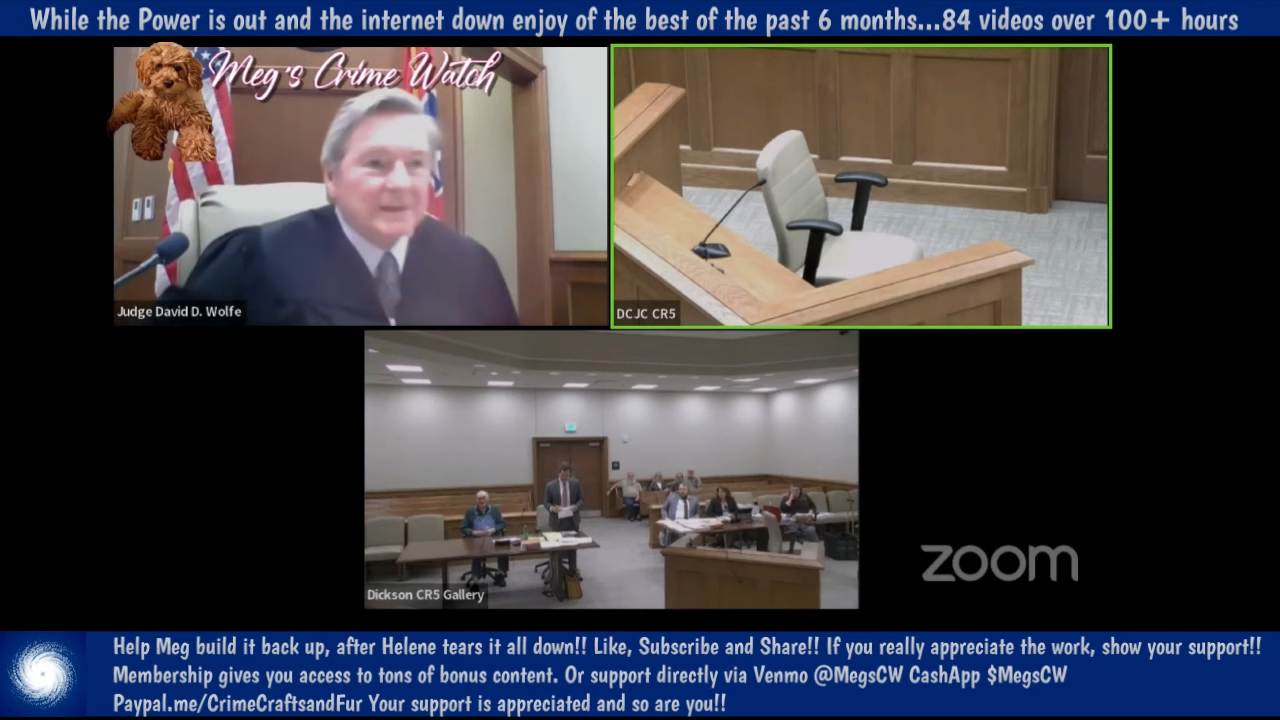 While the Power is out and the internet down enjoy of the best of the past 6 months...84 videos over 100+ hours
Meg's Crime Watch
Judge David D. Wolfe
DCJC CR5
Dickson CR5 Gallery
zoom
Help Meg build it back up, after Helene tears it all down!! Like, Subscribe and Share!! If you really appreciate the work, show your support!!
Membership gives you access to tons of bonus content. Or support directly via Venmo @MegsCW CashApp $MegsCW
Paypal.me/CrimeCraftsandFur Your support is appreciated and so are you!!